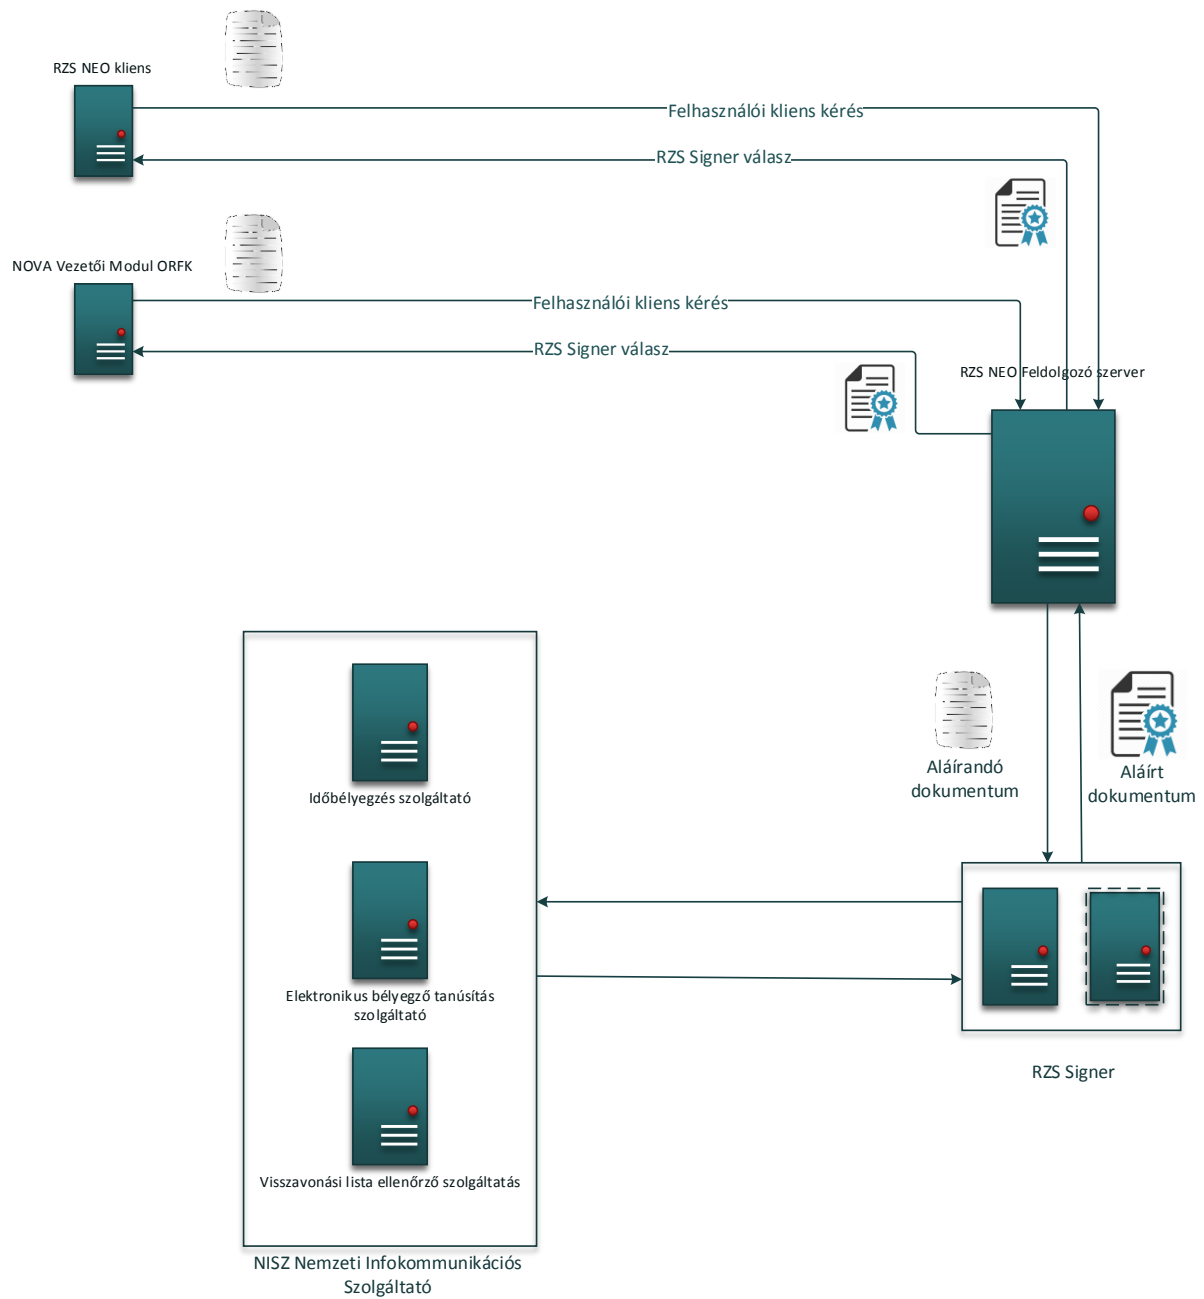 RZS NEO kliens
Felhasználói kliens kérés
RZS Signer válasz
NOVA Vezetői Modul ORFK
Felhasználói kliens kérés
RZS Signer válasz
RZS NEO Feldolgozó szerver
Aláírandó
dokumentum
Aláírt
dokumentum
Időbélyegzés szolgáltató
Elektronikus bélyegző tanúsítás
szolgáltató
RZS Signer
Visszavonási lista ellenőrző szolgáltatás
NISZ Nemzeti Infokommunikációs
Szolgáltató